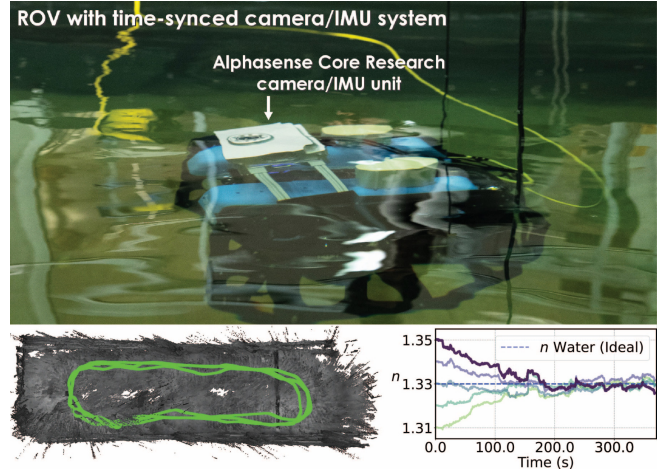 ROV with time-synced camera/IMU system
Alphasense Core Research
camera/IMU unit
1.35
n Water (Ideal)
n
1.33
1.31
0.0
100.0
200.0
300.0
Time (s)